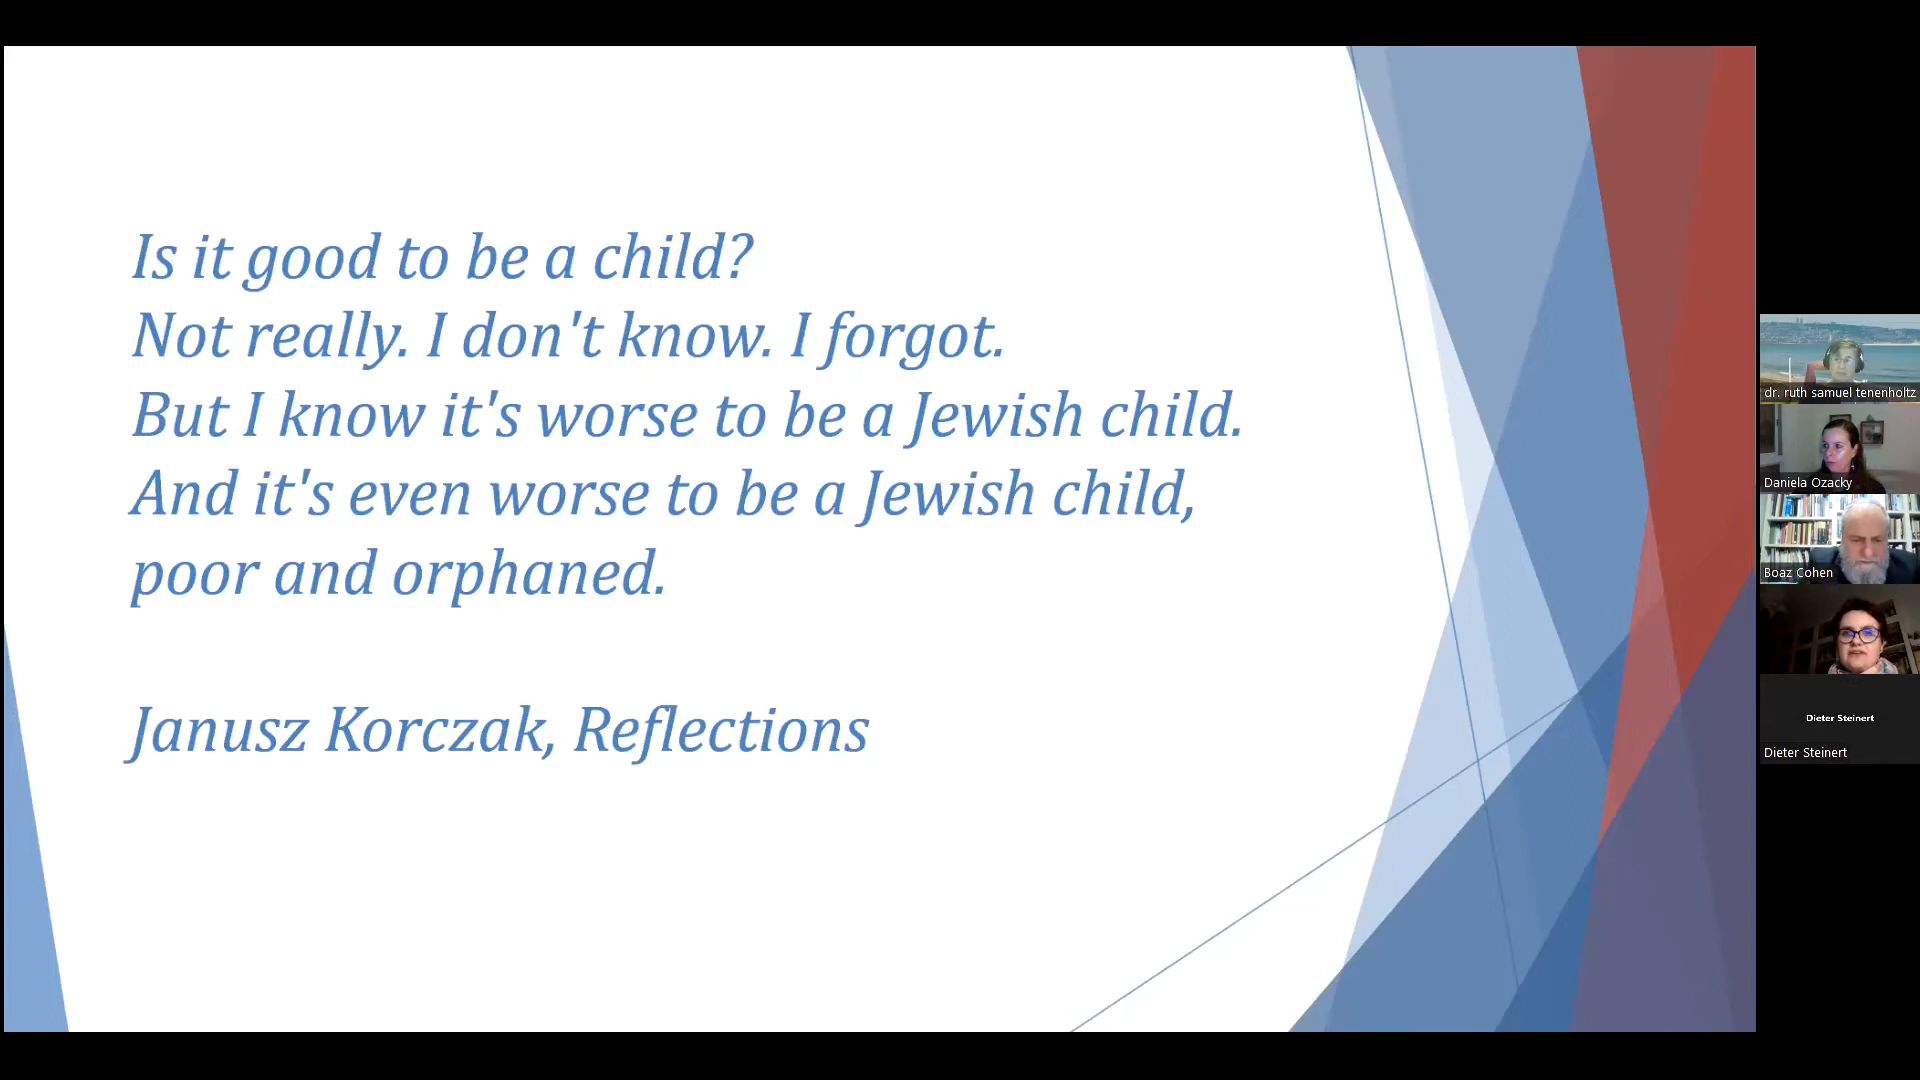 Is it good to be a child?
Not really. I don't know. I forgot.
But I know it's worse to be a Jewish child.
And it's even worse to be a Jewish child,
poor and orphaned.
Janusz Korczak, Reflections
dr. ruth samuel tenenholtz
Daniela Ozacky
Boaz Cohen
Dieter Steinert
Dieter Steinert